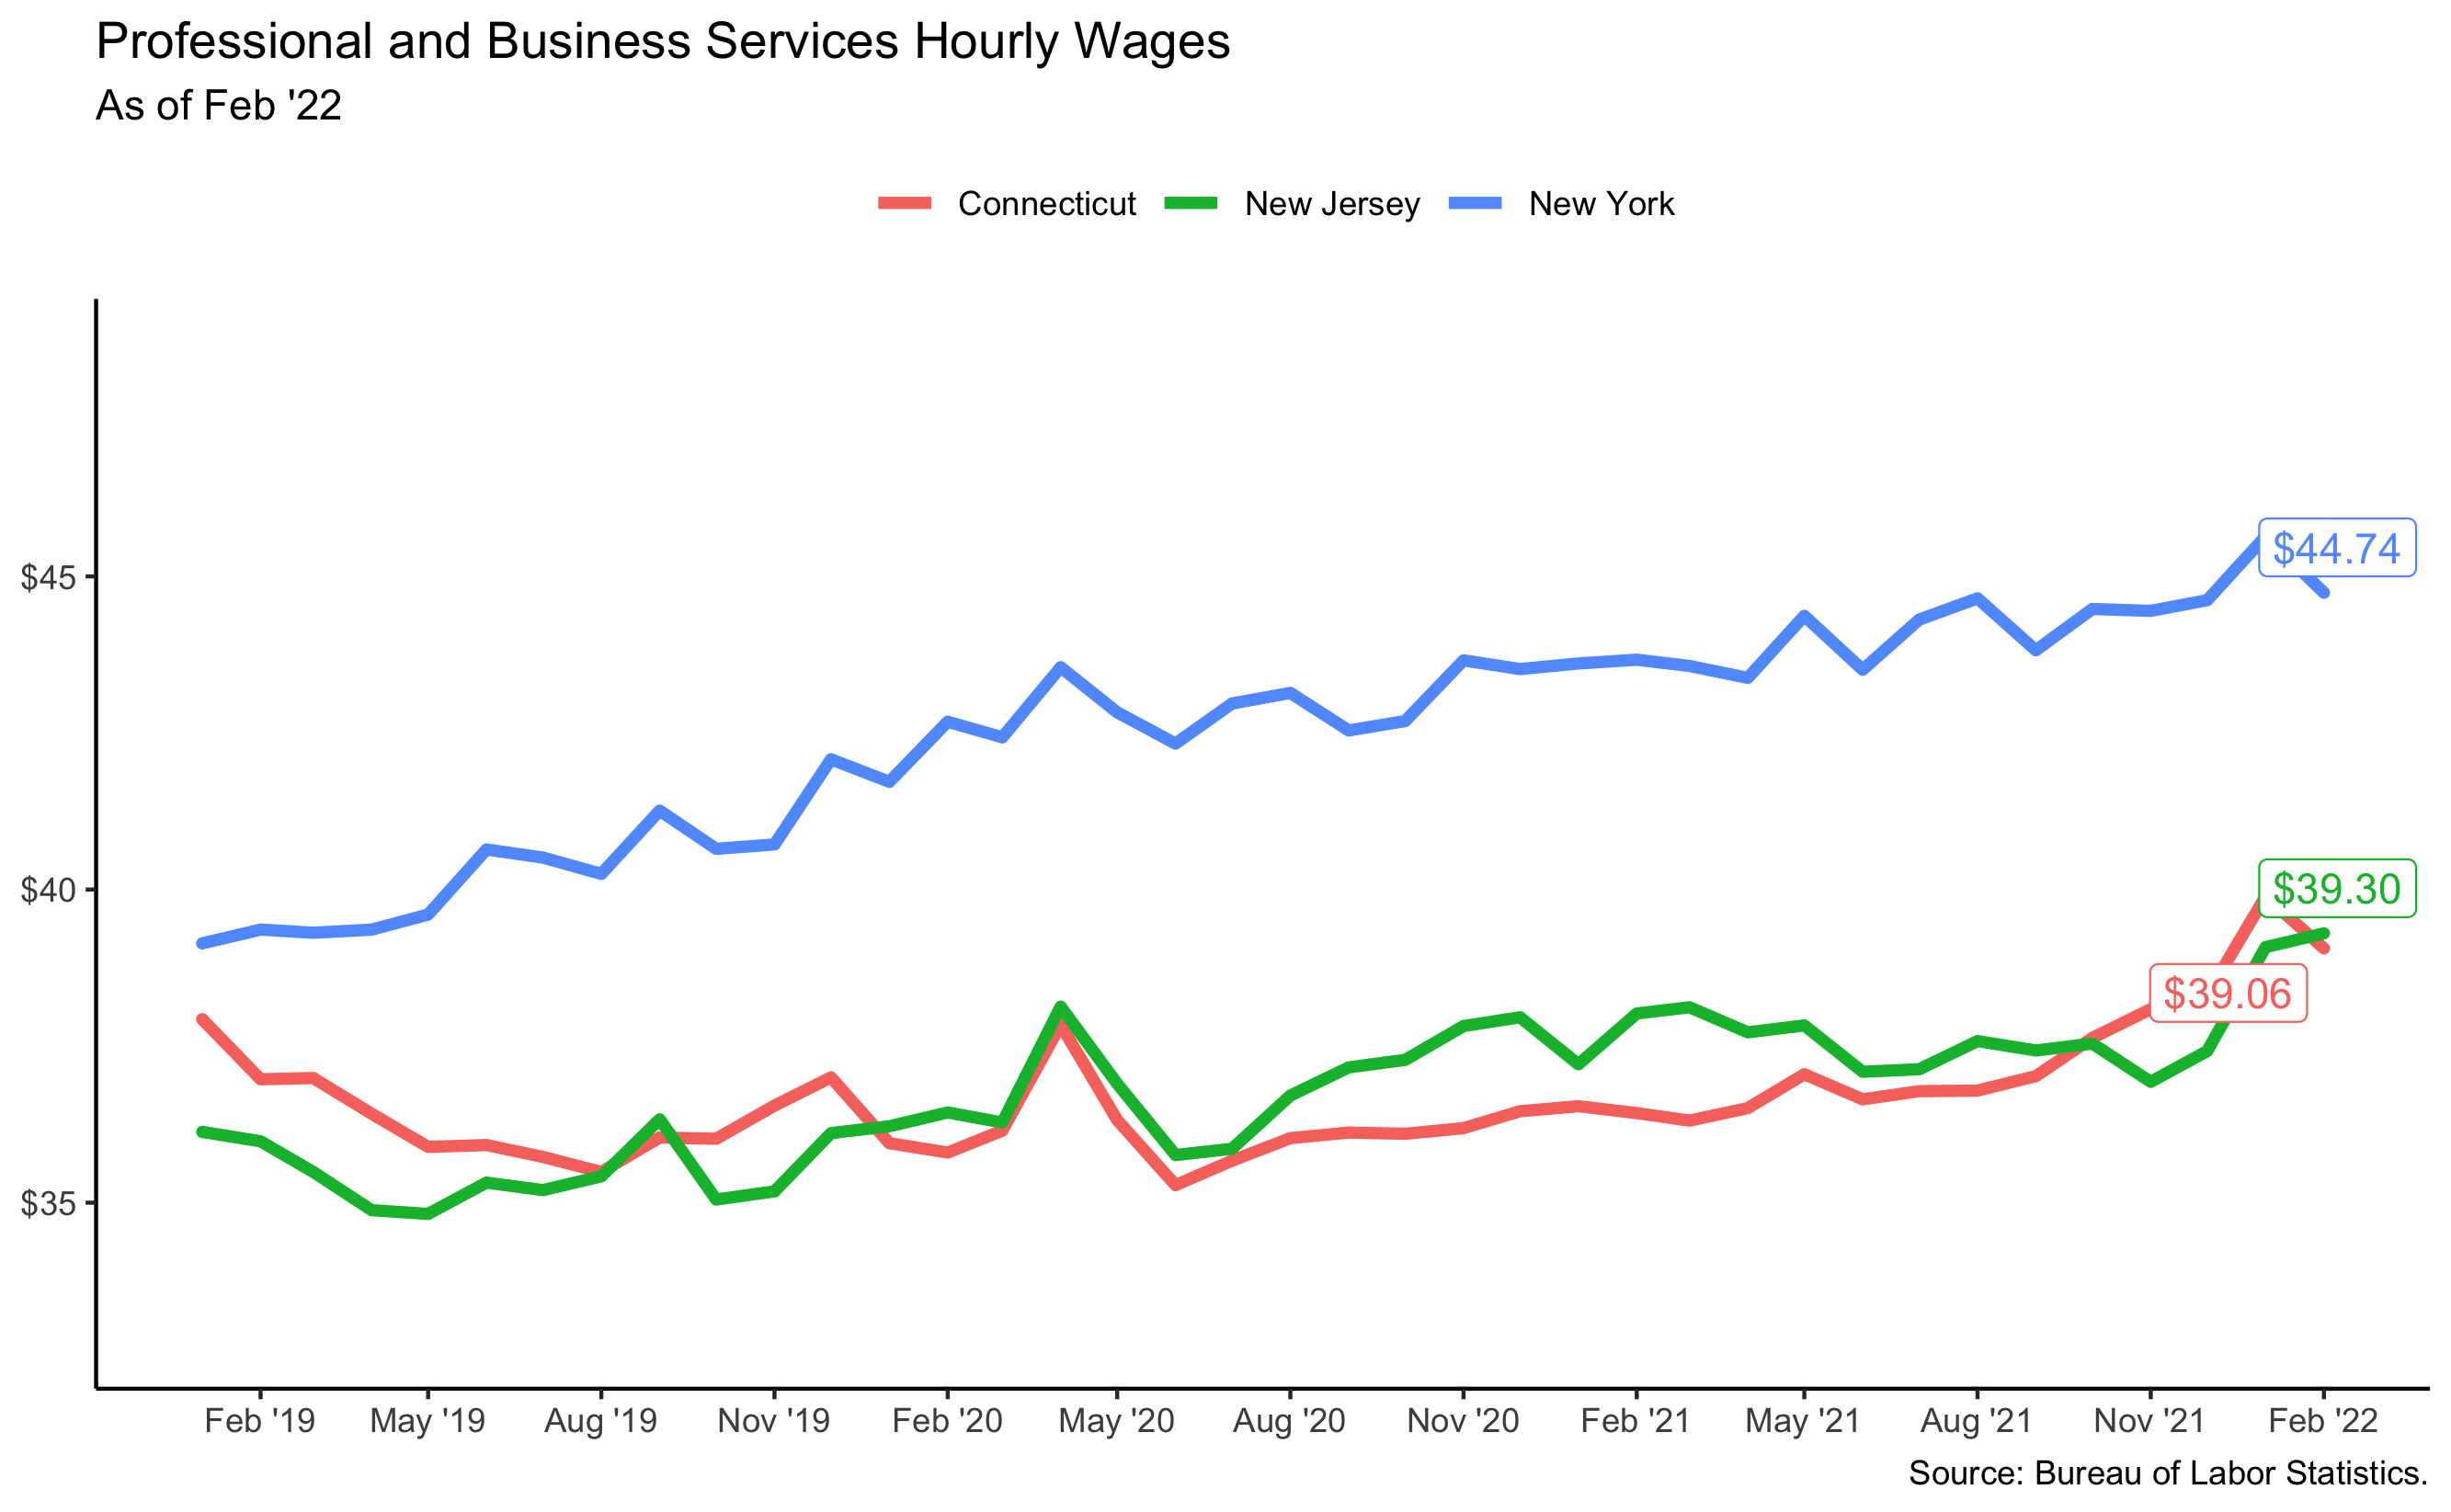 Professional and Business Services Hourly Wages
As of Feb '22
Connecticut New Jersey New York
$45
$40
$35
$44.74
$39.30
$39.06
Feb '19 May '19 Aug '19 Nov '19 Feb '20 May '20 Aug '20 Nov '20 Feb '21 May '21 Aug '21 Nov '21 Feb '22
Source: Bureau of Labor Statistics.